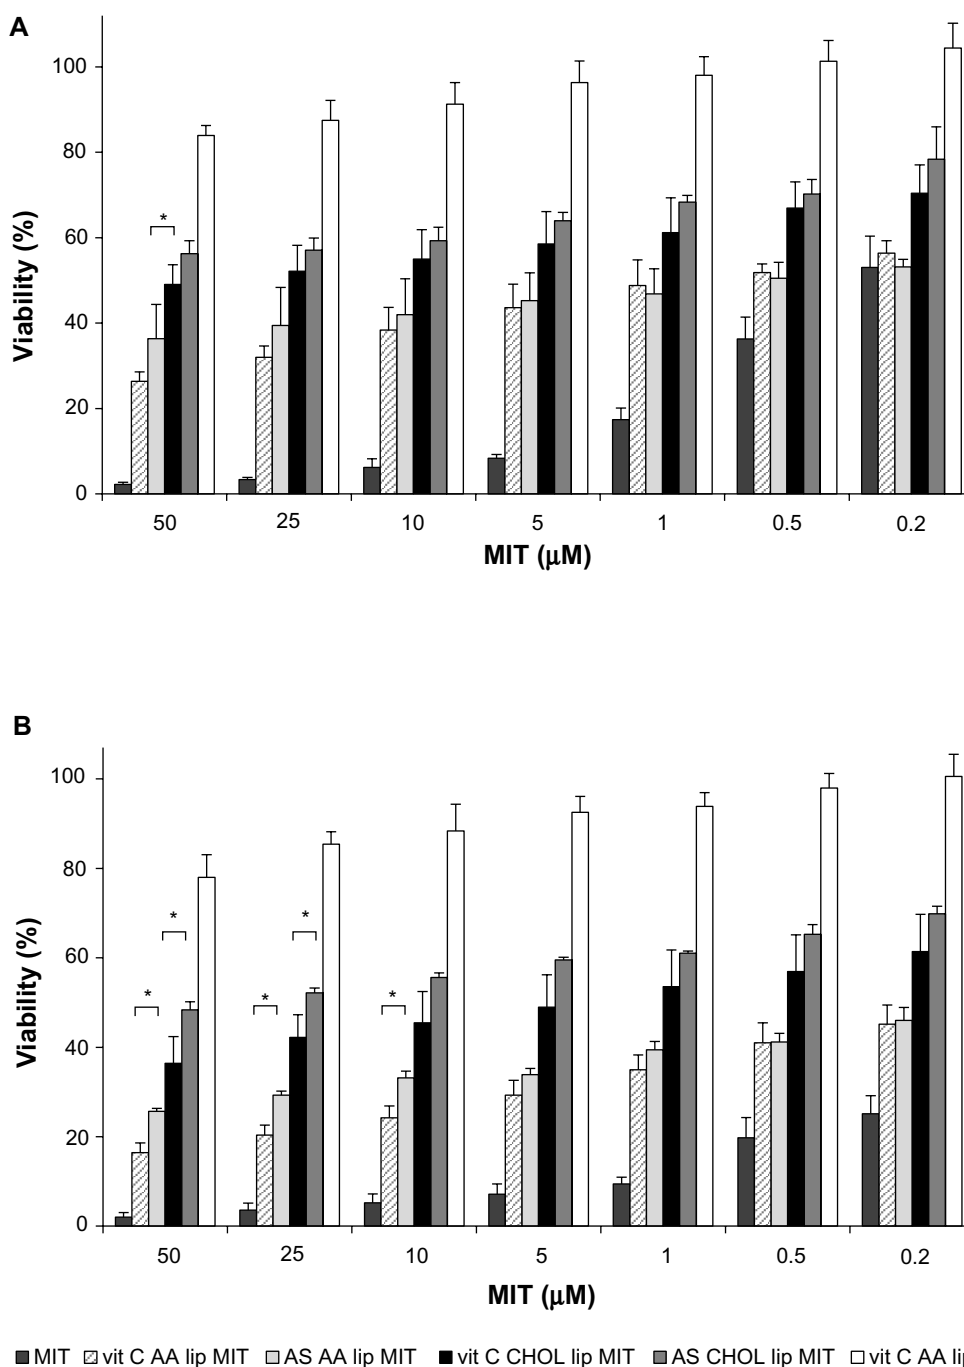 A
Viability (%)
100
80
60
40
20
0
*
50 25 10 5 1 0.5 0.2
MIT (μM)
B
Viability (%)
100
80
60
40
20
0
* * * * *
50 25 10 5 1 0.5 0.2
MIT (μM)
MIT vit C AA lip MIT AS AA lip MIT vit C CHOL lip MIT AS CHOL lip MIT vit C AA